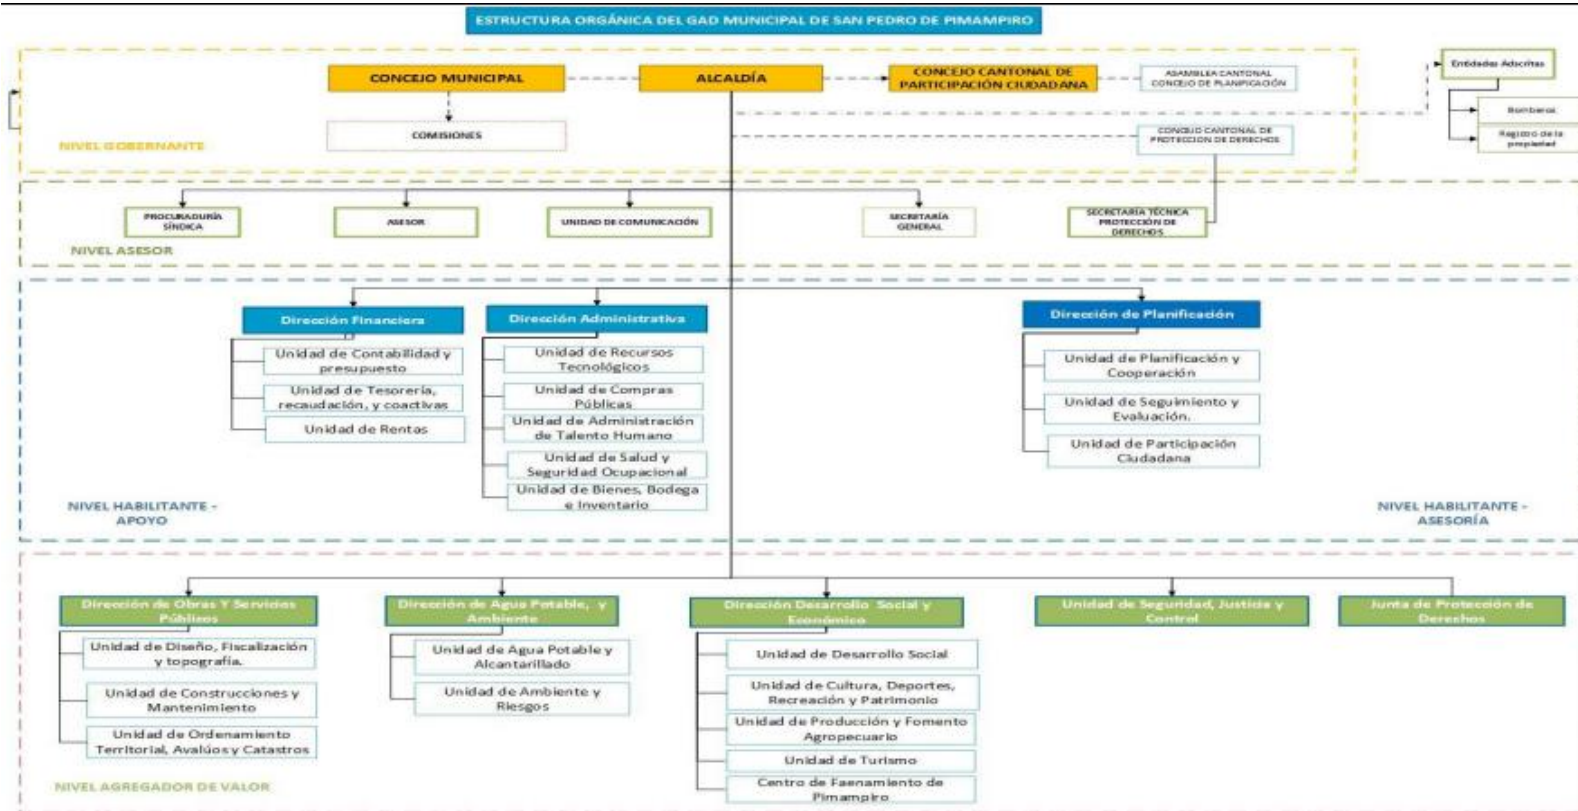 ESTRUCTURA ORGÁNICA DEL GAD MUNICIPAL DE SAN PEDRO DE PIMAMPIRO
CONCEJO MUNICIPAL
ALCALDÍA
CONCEJO CANTONAL DE
PARTICIPACIÓN CIUDADANA
ASAMBLEA CANTONAL
CONCEJO DE PLANIFICACIÓN
Entidades Adscritas
Bomberos
Registro de la
propiedad
COMISIONES
CONCEJO CANTONAL DE
PROTECCION DE DERECHOS
NIVEL GOBERNANTE
PROCURADURÍA
SÍNDICA
ASESOR
UNIDAD DE COMUNICACIÓN
SECRETARÍA
GENERAL
SECRETARÍA TÉCNICA
PROTECCIÓN DE
DERECHOS
NIVEL ASESOR
Dirección Financiera
Unidad de Contabilidad y
presupuesto
Unidad de Tesorería,
recaudación, y coactivas
Unidad de Rentas
Dirección Administrativa
Unidad de Recursos
Tecnológicos
Unidad de Compras
Públicas
Unidad de Administración
de Talento Humano
Unidad de Salud y
Seguridad Ocupacional
Unidad de Bienes, Bodega
e Inventario
Dirección de Planificación
Unidad de Planificación y
Cooperación
Unidad de Seguimiento y
Evaluación.
Unidad de Participación
Ciudadana
NIVEL HABILITANTE -
APOYO
NIVEL HABILITANTE -
ASESORÍA
Dirección de Obras Y Servicios
Públicos
Unidad de Diseño, Fiscalización
y topografía.
Unidad de Construcciones y
Mantenimiento
Unidad de Ordenamiento
Territorial, Avalúos y Catastros
Dirección de Agua Potable, y
Ambiente
Unidad de Agua Potable y
Alcantarillado
Unidad de Ambiente y
Riesgos
Dirección Desarrollo Social y
Económico
Unidad de Desarrollo Social
Unidad de Cultura, Deportes,
Recreación y Patrimonio
Unidad de Producción y Fomento
Agropecuario
Unidad de Turismo
Centro de Faenamiento de
Pimampiro
Unidad de Seguridad, Justicia y
Control
Junta de Protección de
Derechos
NIVEL AGREGADOR DE VALOR